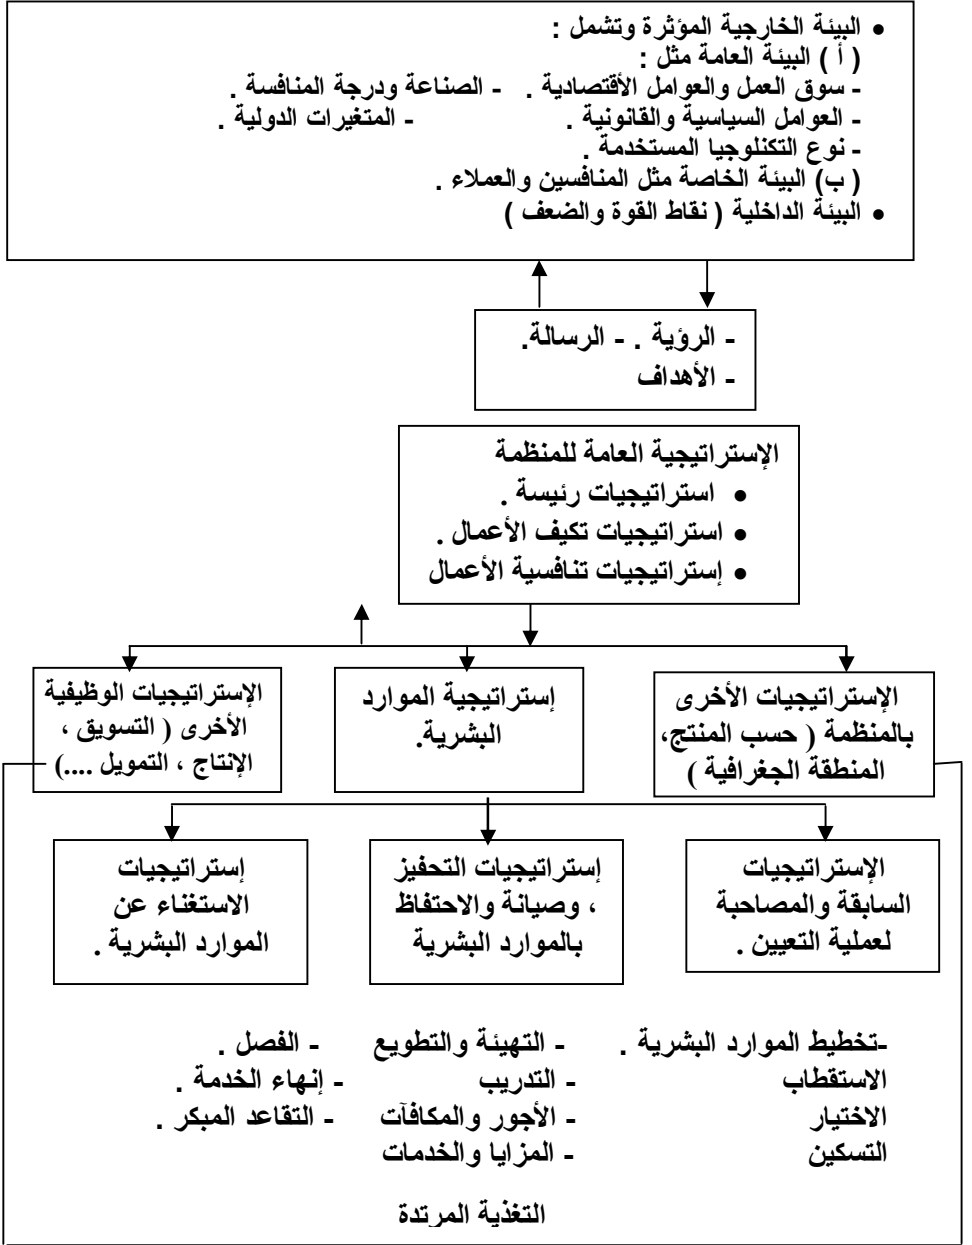 • البيئة الخارجية المؤثرة وتشمل :
( أ ) البيئة العامة مثل :
- سوق العمل والعوامل الأقتصادية . - الصناعة ودرجة المنافسة .
- العوامل السياسية والقانونية . - المتغيرات الدولية .
- نوع التكنلوجيا المستخدمة .
( ب) البيئة الخاصة مثل المنافسين والعملاء .
• البيئة الداخلية ( نقاط القوة والضعف )
- الرؤية . - الرسالة.
- الأهداف
الإستراتيجية العامة للمنظمة
• استراتيجيات رئيسة .
• استراتيجيات تكيف الأعمال .
• إستراتيجيات تنافسية الأعمال
الإستراتيجيات الأخرى
بالمنظمة ( حسب المنتج،
المنطقة الجغرافية )
إستراتيجية الموارد
البشرية.
الإستراتيجيات الوظيفية
الأخرى ( التسويق ،
الإنتاج ، التمويل ....)
الإستراتيجيات
السابقة والمصاحبة
لعملية التعيين .
إستراتيجيات التحفيز
، وصيانة والاحتفاظ
بالموارد البشرية
إستراتيجيات
الاستغناء عن
الموارد البشرية .
-تخطيط الموارد البشرية . - التهيئة والتطويع - الفصل .
الاستقطاب - التدريب - إنهاء الخدمة .
الاختيار - الأجور والمكافآت - التقاعد المبكر .
التسكين - المزايا والخدمات
التغذية المرتدة